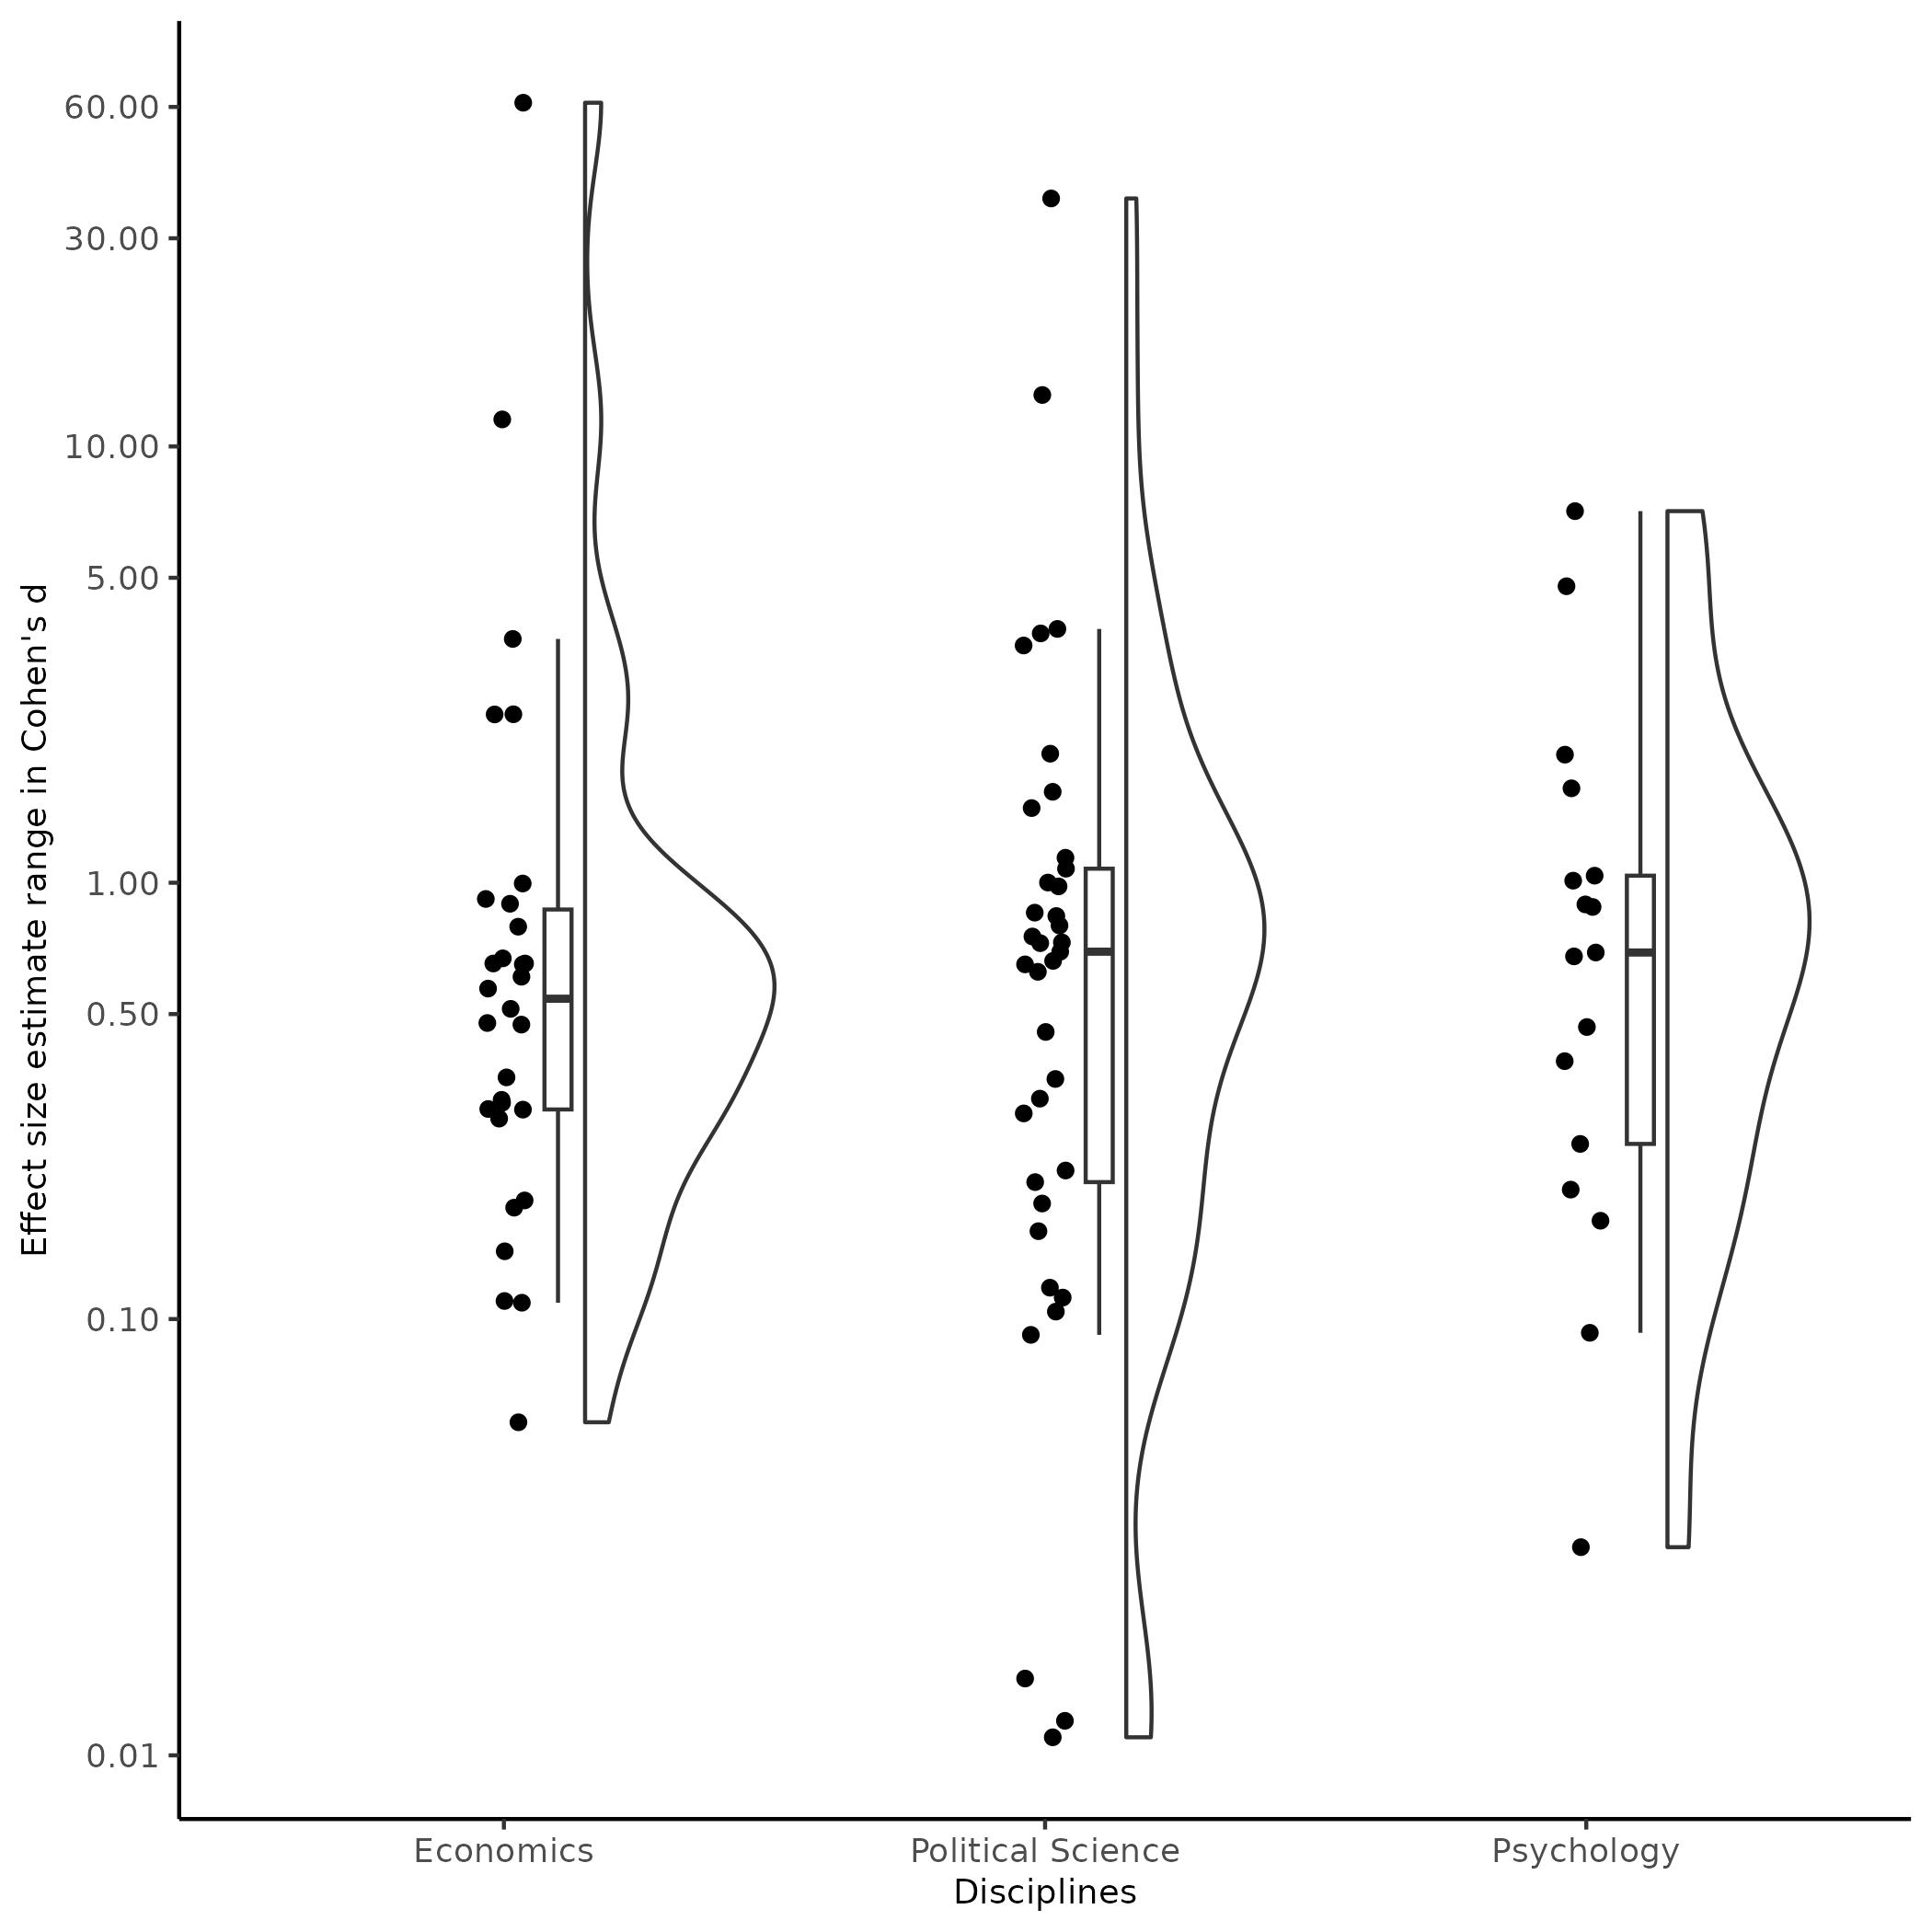 Effect size estimate range in Cohen's d
60.00
30.00
10.00
5.00
1.00
0.50
0.10
0.01
Economics
Political Science
Psychology
Disciplines